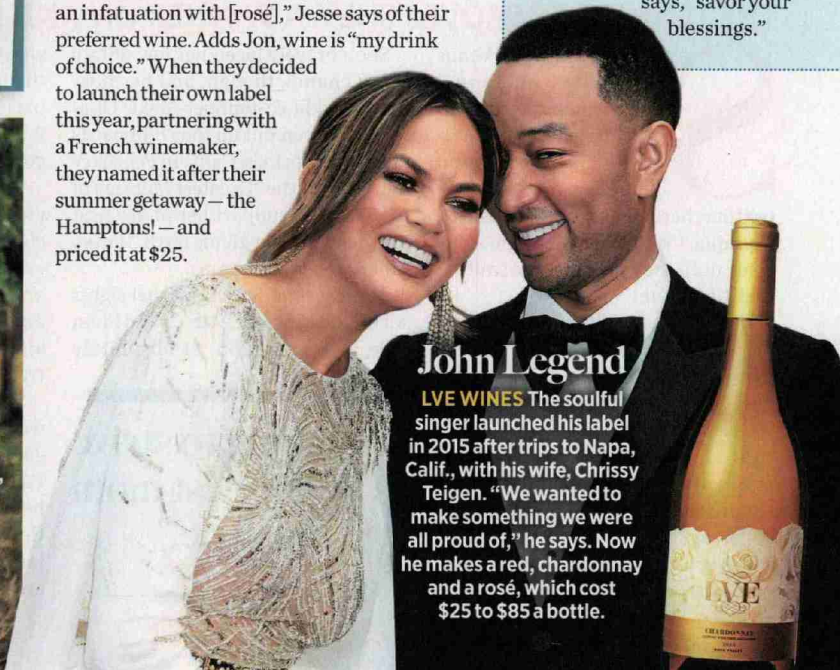 an infatuation with [rosé],” Jesse says of their
preferred wine. Adds Jon, wine is “my drink
of choice.” When they decided
to launch their own label
this year, partnering with
a French winemaker,
they named it after their
summer getaway — the
Hamptons! — and
priced it at $25.
says, “savor your
blessings.”
John Legend
LVE WINES The soulful
singer launched his label
in 2015 after trips to Napa,
Calif., with his wife, Chrissy
Teigen. “We wanted to
make something we were
all proud of,” he says. Now
he makes a red, chardonnay
and a rosé, which cost
$25 to $85 a bottle.
LVE
CHARDONNAY